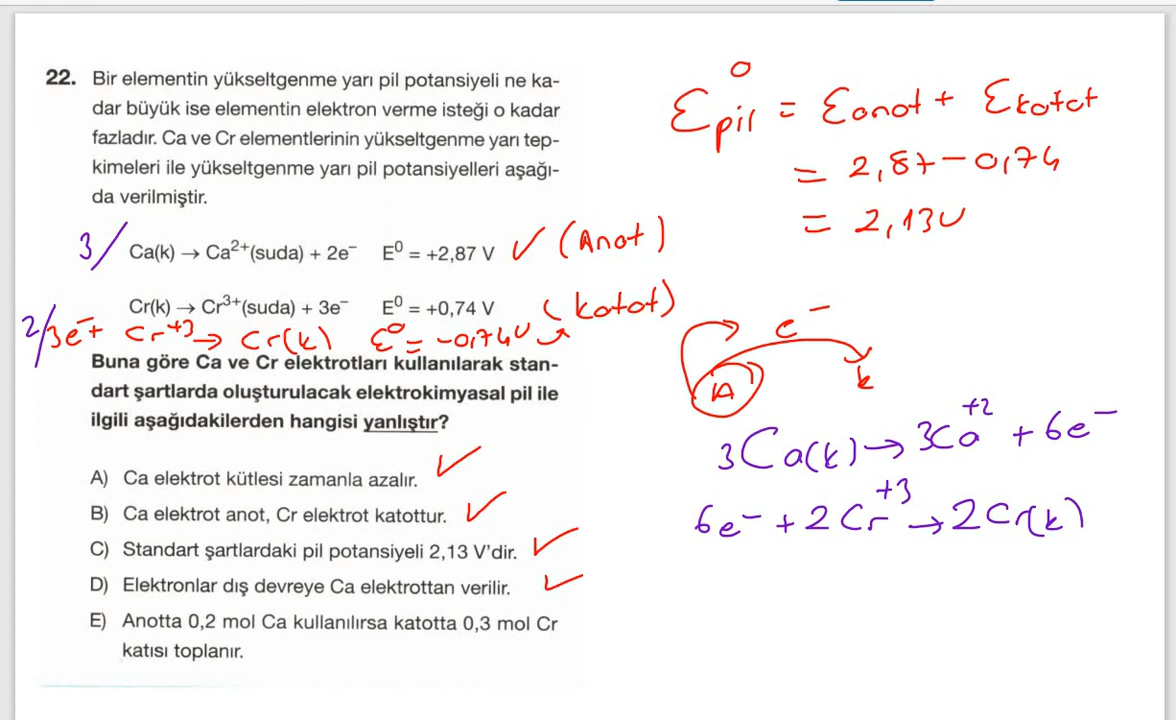 22. Bir elementin yükseltgenme yarı pil potansiyeli ne ka-
dar büyük ise elementin elektron verme isteği o kadar
fazladır. Ca ve Cr elementlerinin yükseltgenme yarı tep-
kimeleri ile yükseltgenme yarı pil potansiyelleri aşağı-
da verilmiştir.
3/ Ca(k) → Ca²⁺(suda) + 2e⁻ E⁰ = +2,87 V ✓ (Anot)
Cr(k) → Cr³⁺(suda) + 3e⁻ E⁰ = +0,74 V (katot)
2/ 3e⁻ + Cr⁺³ → Cr(k) ε⁰ = -0,74V
Buna göre Ca ve Cr elektrotları kullanılarak stan-
dart şartlarda oluşturulacak elektrokimyasal pil ile
ilgili aşağıdakilerden hangisi yanlıştır?
A) Ca elektrot kütlesi zamanla azalır. ✓
B) Ca elektrot anot, Cr elektrot katottur. ✓
C) Standart şartlardaki pil potansiyeli 2,13 V'dir. ✓
D) Elektronlar dış devreye Ca elektrottan verilir. ✓
E) Anotta 0,2 mol Ca kullanılırsa katotta 0,3 mol Cr
katısı toplanır.
ε⁰pil = εanot + εkatot
= 2,87 - 0,74
= 2,13V
e⁻
A k
3Ca(k) → 3Ca⁺² + 6e⁻
6e⁻ + 2Cr⁺³ → 2Cr(k)